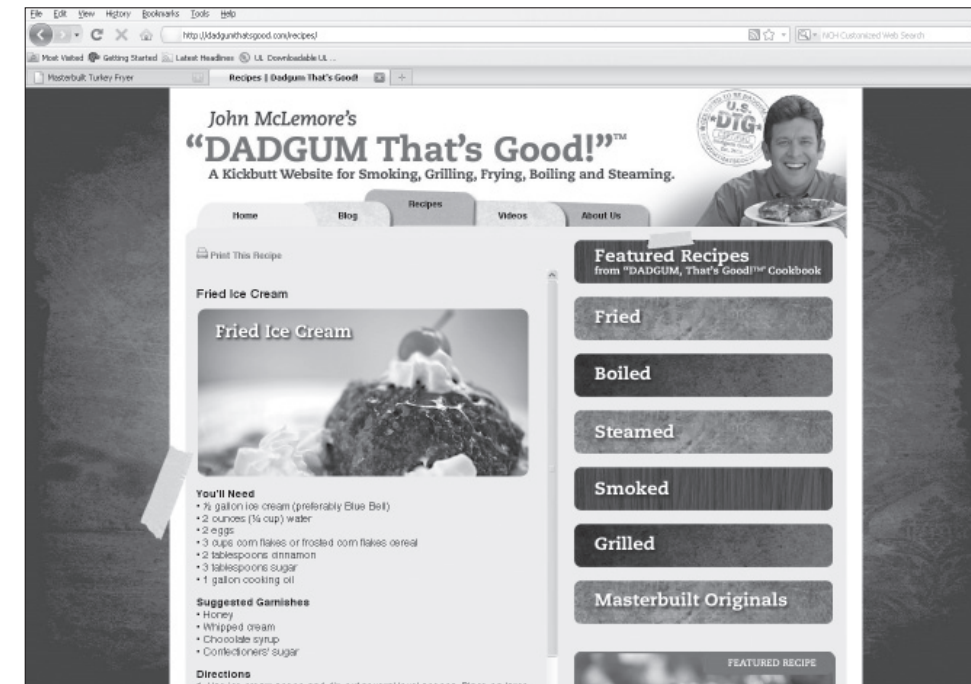 File Edit View History Bookmarks Tools Help
http://dadgumthatsgood.com/recipes/
NCH Customized Web Search
Most Visited Getting Started Latest Headlines UL Downloadable UL ...
Masterbuilt Turkey Fryer
Recipes | Dadgum That's Good!
John McLemore's
“DADGUM That's Good!”™
A Kickbutt Website for Smoking, Grilling, Frying, Boiling and Steaming.
U.S.
*DTG*
Home Blog Recipes Videos About Us
Print This Recipe
Fried Ice Cream
Fried Ice Cream
You'll Need
• ½ gallon ice cream (preferably Blue Bell)
• 2 ounces (¼ cup) water
• 2 eggs
• 3 cups corn flakes or frosted corn flakes cereal
• 2 tablespoons cinnamon
• 3 tablespoons sugar
• 1 gallon cooking oil
Suggested Garnishes
• Honey
• Whipped cream
• Chocolate syrup
• Confectioners' sugar
Directions
Featured Recipes
from “DADGUM, That's Good!™” Cookbook
Fried
Boiled
Steamed
Smoked
Grilled
Masterbuilt Originals
FEATURED RECIPE